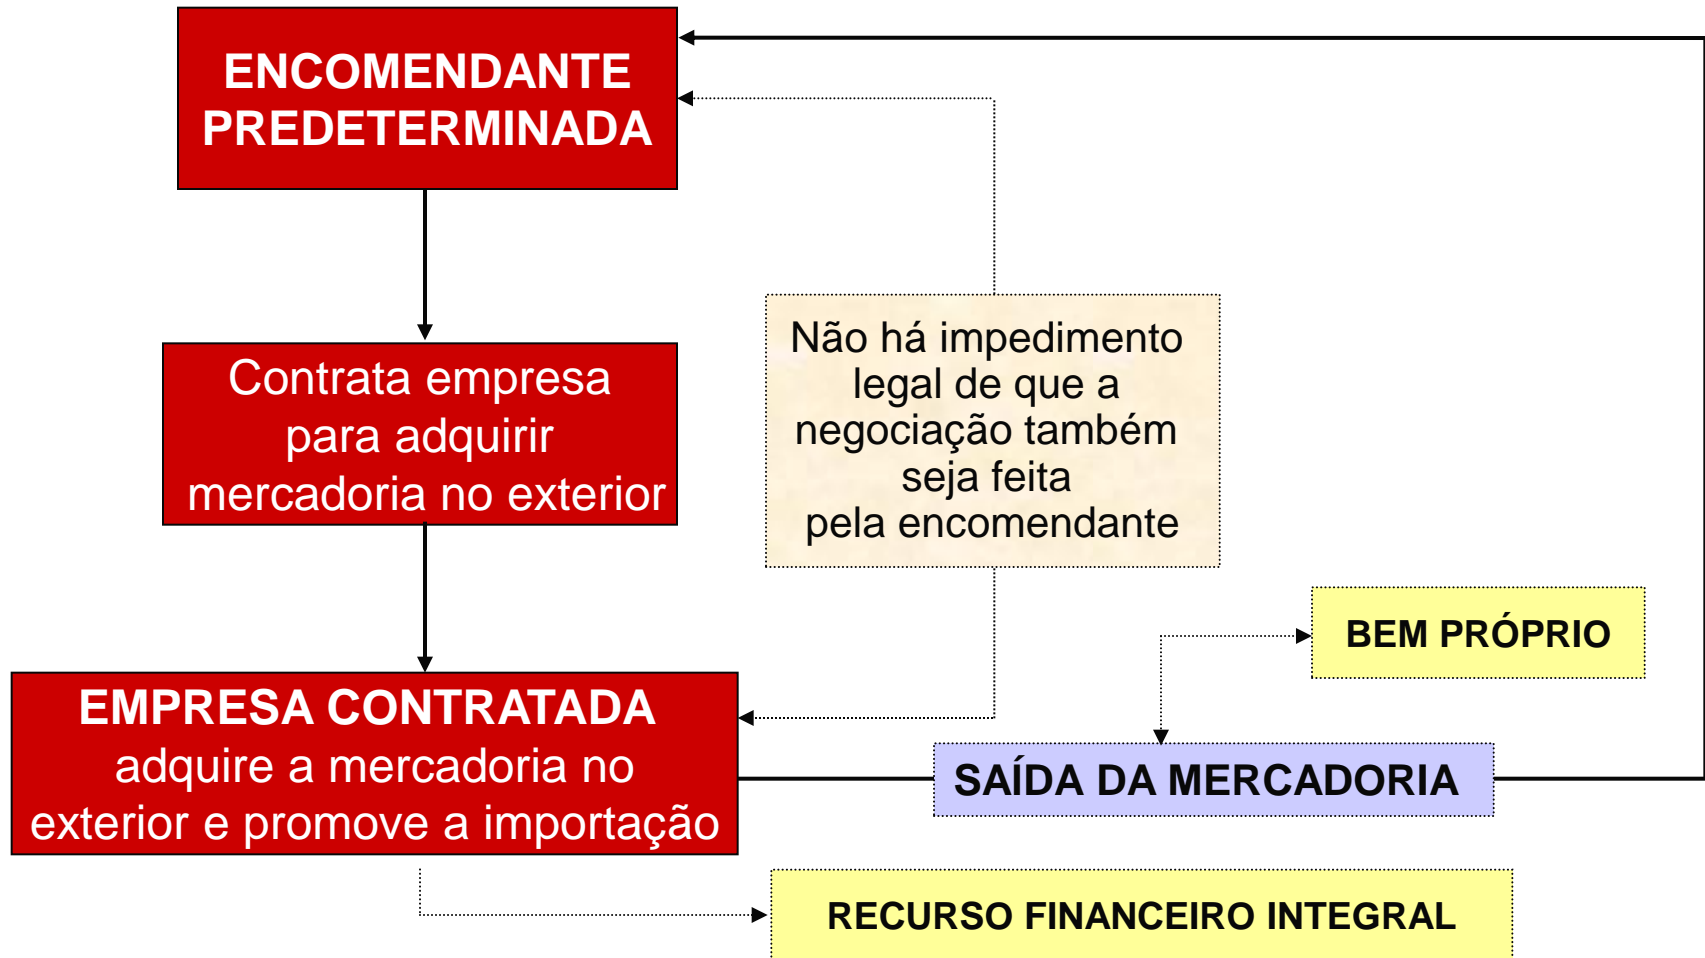 ENCOMENDANTE
PREDETERMINADA
Contrata empresa
para adquirir
mercadoria no exterior
Não há impedimento
legal de que a
negociação também
seja feita
pela encomendante
BEM PRÓPRIO
EMPRESA CONTRATADA
adquire a mercadoria no
exterior e promove a importação
SAÍDA DA MERCADORIA
RECURSO FINANCEIRO INTEGRAL